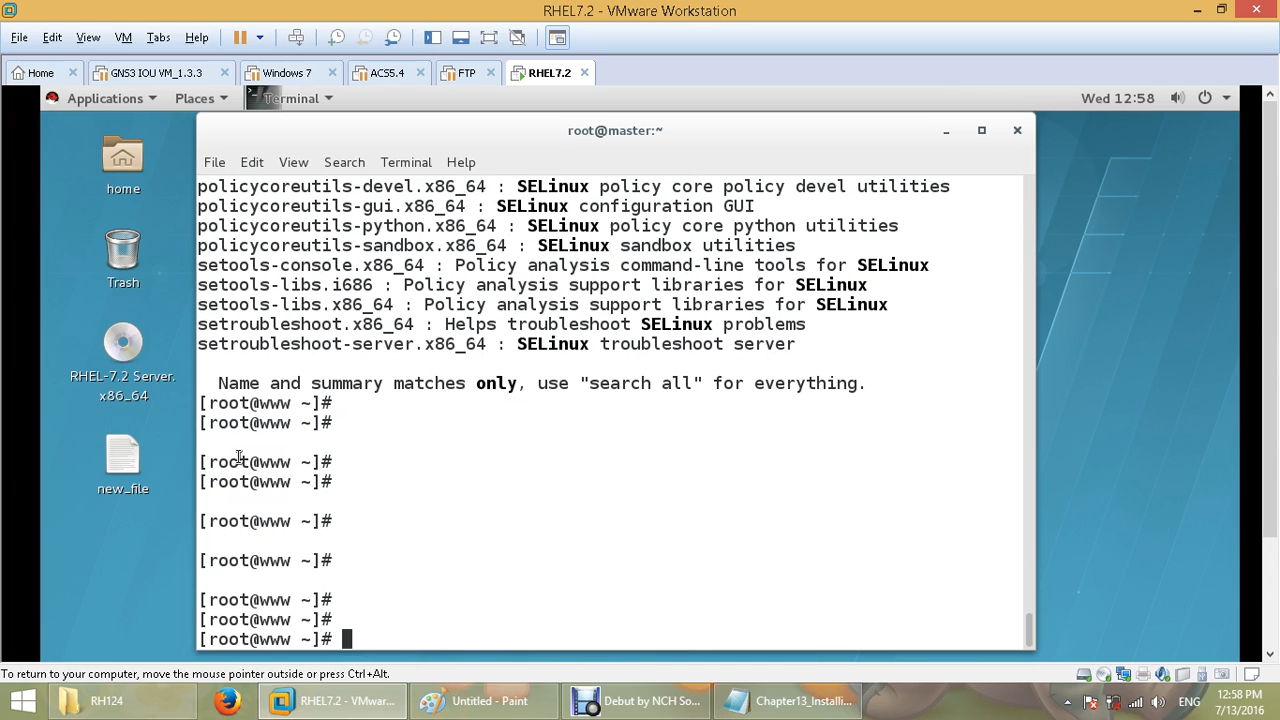 RHEL7.2 - VMware Workstation
File Edit View VM Tabs Help
Home GNS3 IOU VM_1.3.3 Windows 7 ACS5.4 FTP RHEL7.2
Applications Places Terminal Wed 12:58
root@master:~
File Edit View Search Terminal Help
policycoreutils-devel.x86_64 : SELinux policy core policy devel utilities
policycoreutils-gui.x86_64 : SELinux configuration GUI
policycoreutils-python.x86_64 : SELinux policy core python utilities
policycoreutils-sandbox.x86_64 : SELinux sandbox utilities
setools-console.x86_64 : Policy analysis command-line tools for SELinux
setools-libs.i686 : Policy analysis support libraries for SELinux
setools-libs.x86_64 : Policy analysis support libraries for SELinux
setroubleshoot.x86_64 : Helps troubleshoot SELinux problems
setroubleshoot-server.x86_64 : SELinux troubleshoot server
Name and summary matches only, use "search all" for everything.
[root@www ~]#
[root@www ~]#
[root@www ~]#
[root@www ~]#
[root@www ~]#
[root@www ~]#
[root@www ~]#
[root@www ~]#
[root@www ~]#
home
Trash
RHEL-7.2 Server.
x86_64
new_file
To return to your computer, move the mouse pointer outside or press Ctrl+Alt.
RH124 RHEL7.2 - VMwar... Untitled - Paint Debut by NCH So... Chapter13_Installi... ENG 12:58 PM
7/13/2016